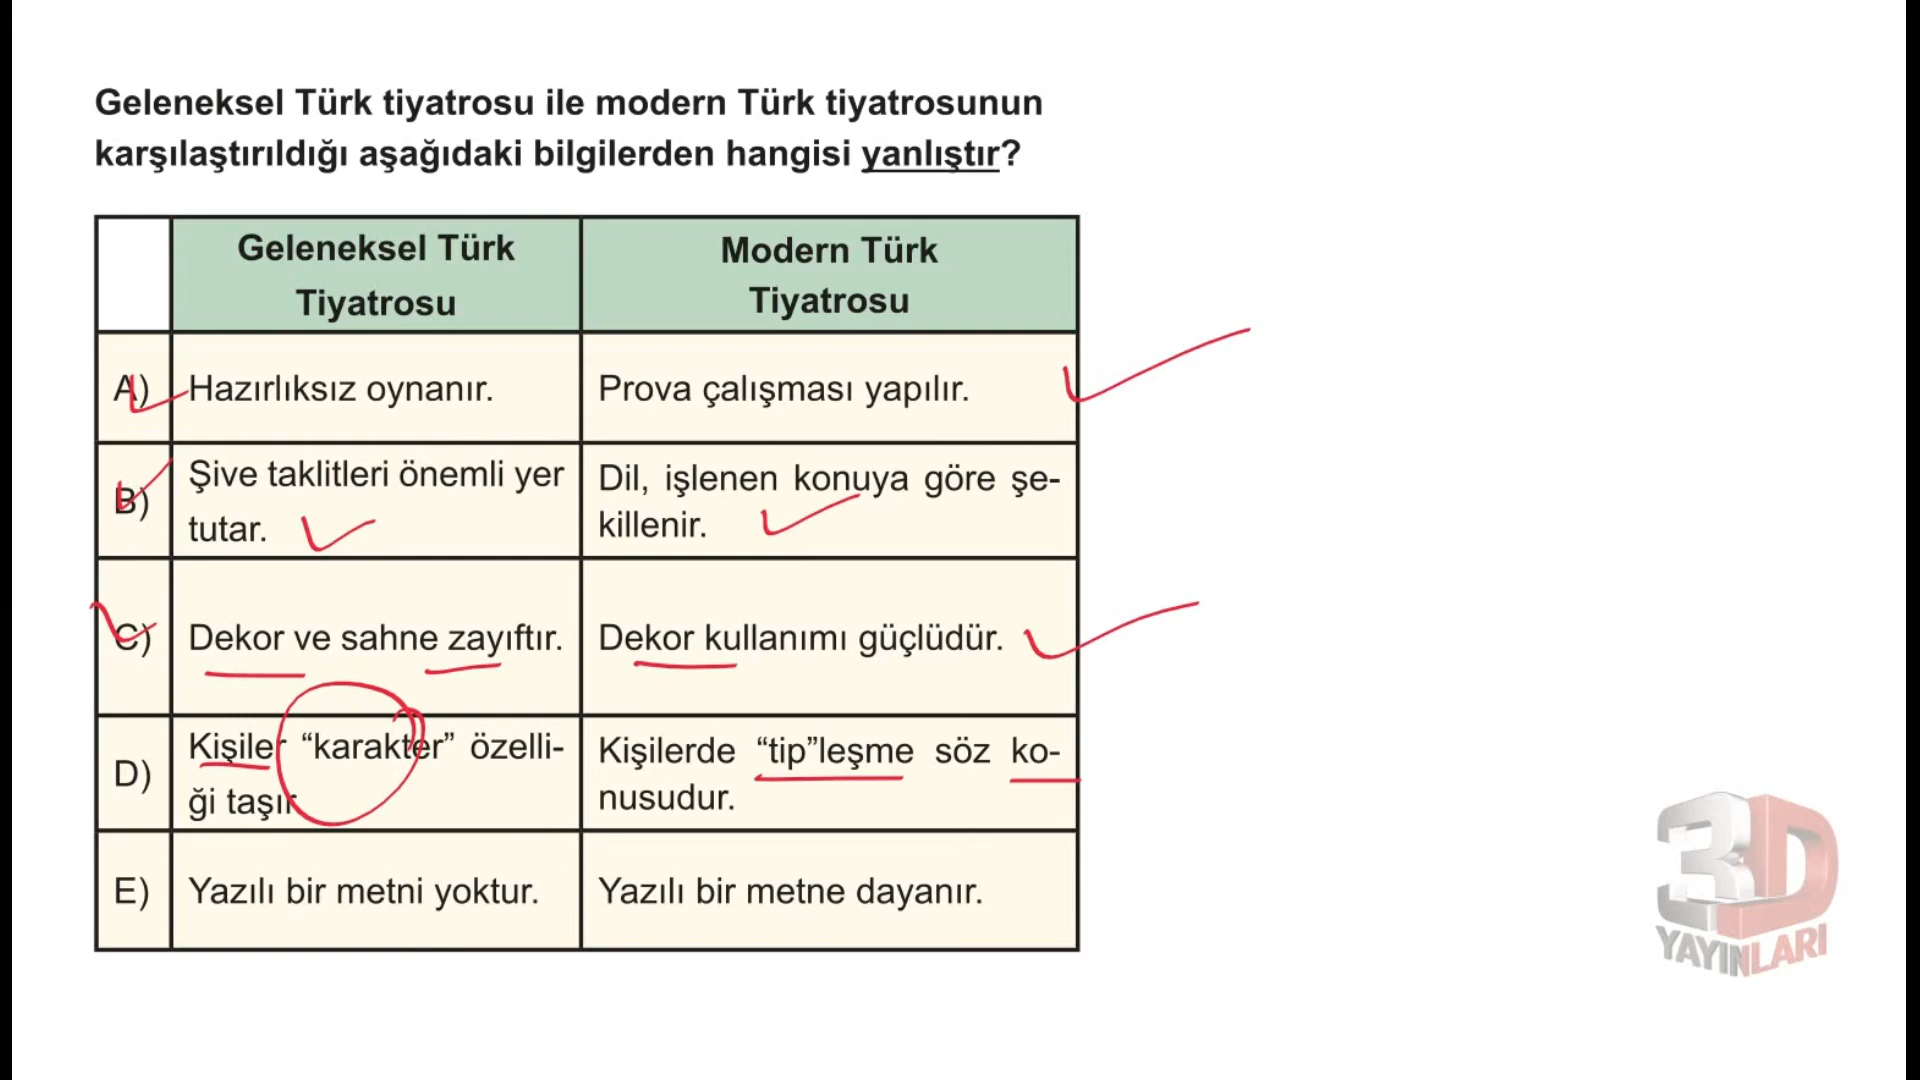 Geleneksel Türk tiyatrosu ile modern Türk tiyatrosunun
karşılaştırıldığı aşağıdaki bilgilerden hangisi yanlıştır?
Geleneksel Türk
Tiyatrosu
Modern Türk
Tiyatrosu
A) Hazırlıksız oynanır.
Prova çalışması yapılır.
B) Şive taklitleri önemli yer
tutar.
Dil, işlenen konuya göre şe-
killenir.
C) Dekor ve sahne zayıftır.
Dekor kullanımı güçlüdür.
D) Kişiler “karakter” özelli-
ği taşır
Kişilerde “tip”leşme söz ko-
nusudur.
E) Yazılı bir metni yoktur.
Yazılı bir metne dayanır.
3D
YAYINLARI